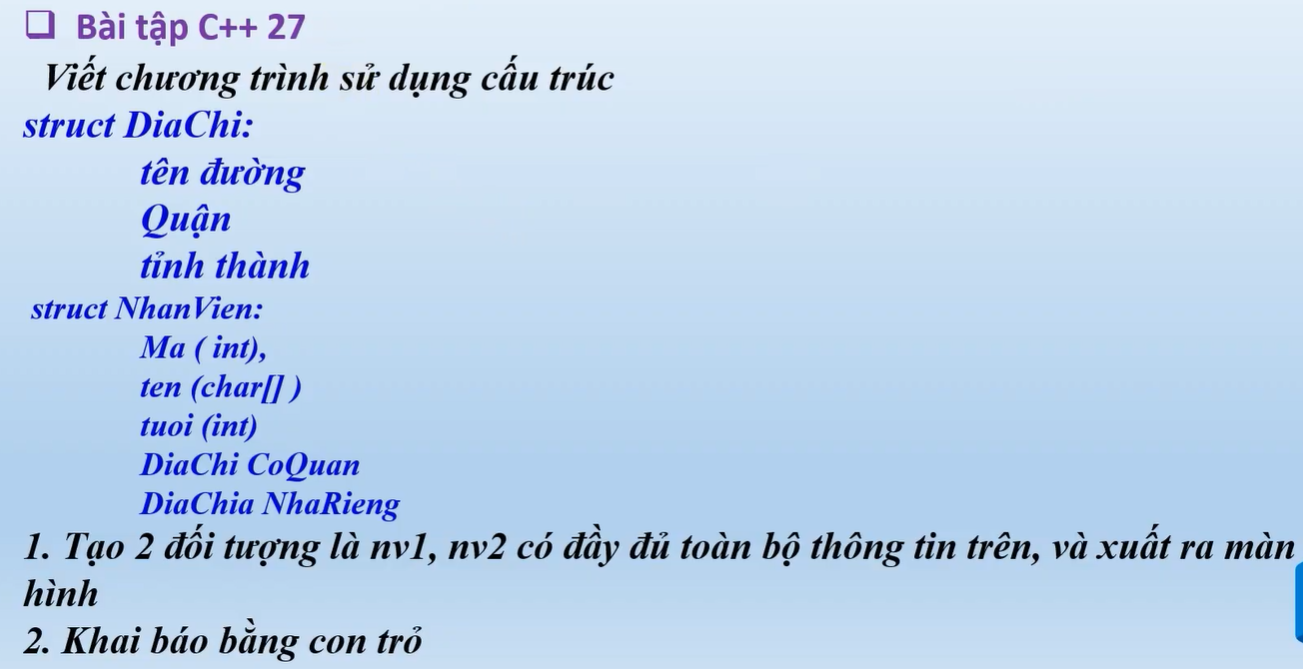 ❑ Bài tập C++ 27
Viết chương trình sử dụng cấu trúc
struct DiaChi:
tên đường
Quận
tỉnh thành
struct NhanVien:
Ma ( int),
ten (char[] )
tuoi (int)
DiaChi CoQuan
DiaChia NhaRieng
1. Tạo 2 đối tượng là nv1, nv2 có đầy đủ toàn bộ thông tin trên, và xuất ra màn
hình
2. Khai báo bằng con trỏ